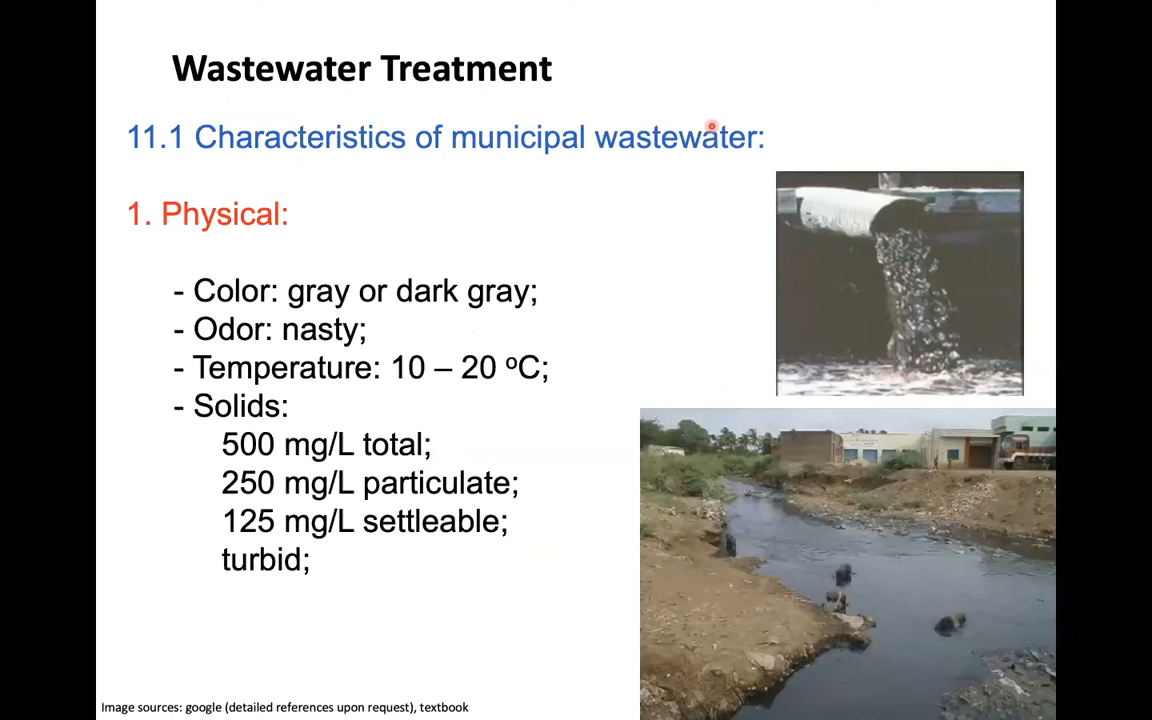 Wastewater Treatment
11.1 Characteristics of municipal wastewater:
1. Physical:
- Color: gray or dark gray;
- Odor: nasty;
- Temperature: 10 – 20 ºC;
- Solids:
500 mg/L total;
250 mg/L particulate;
125 mg/L settleable;
turbid;
Image sources: google (detailed references upon request), textbook